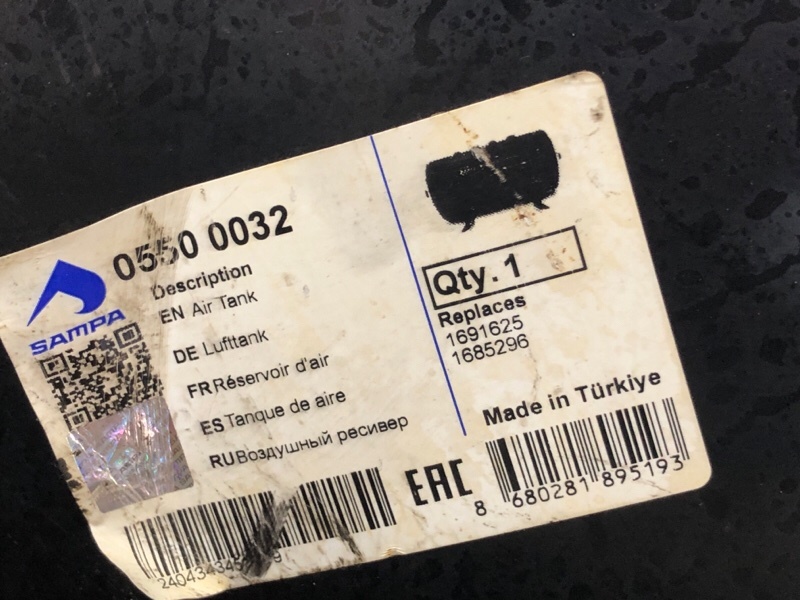 0550 0032
SAMPA
Description
EN Air Tank
DE Lufttank
FR Réservoir d'air
ES Tanque de aire
RU Воздушный ресивер
Qty. 1
Replaces
1691625
1685296
Made in Türkiye
EAC
8 680281 895193